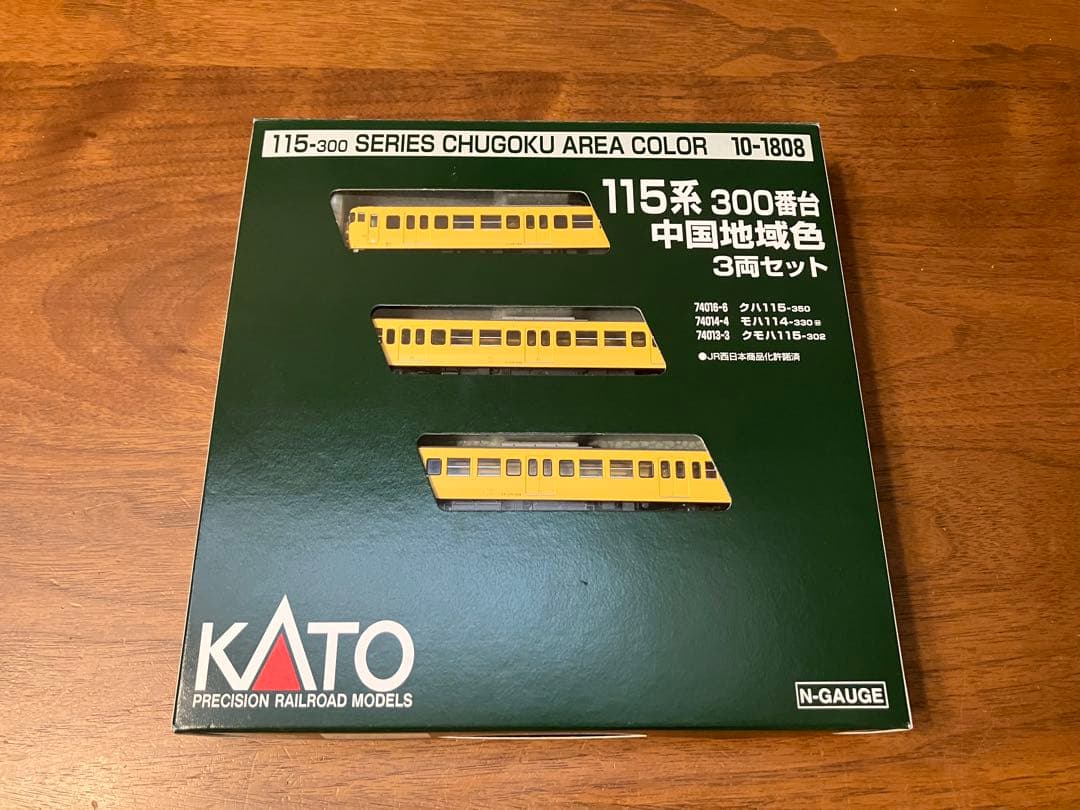 115-300 SERIES CHUGOKU AREA COLOR 10-1808
115系 300番台
中国地域色
3両セット
74016-6 クハ115-350
74014-4 モハ114-330 M
74013-3 クモハ115-302
●JR西日本商品化許諾済
KATO
PRECISION RAILROAD MODELS
N-GAUGE